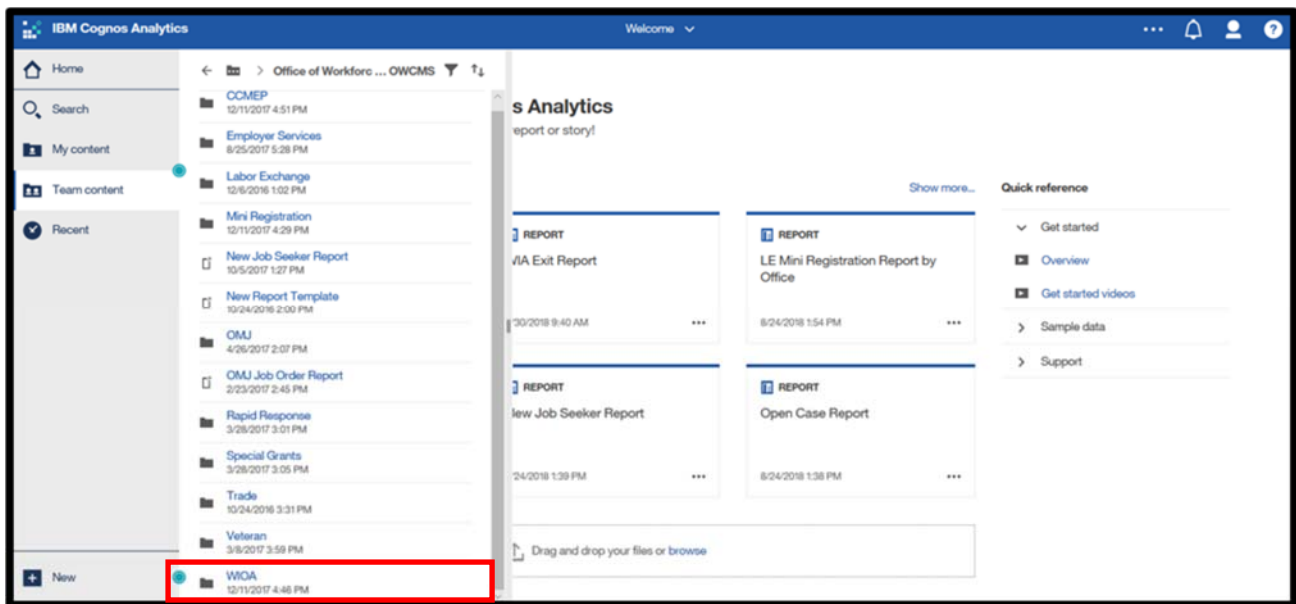 IBM Cognos Analytics
Welcome
Home
Search
My content
Team content
Recent
New
Office of Workforc ... OWCMS
CCMEP
12/11/2017 4:51 PM
Employer Services
8/25/2017 5:28 PM
Labor Exchange
12/6/2016 1:02 PM
Mini Registration
12/11/2017 4:29 PM
New Job Seeker Report
10/5/2017 1:27 PM
New Report Template
10/24/2016 2:00 PM
OMJ
4/26/2017 2:07 PM
OMJ Job Order Report
2/23/2017 2:45 PM
Rapid Response
3/28/2017 3:01 PM
Special Grants
3/28/2017 3:05 PM
Trade
10/24/2016 3:31 PM
Veteran
3/8/2017 3:59 PM
WIOA
12/11/2017 4:46 PM
s Analytics
eport or story!
Show more...
REPORT
Exit Report
/30/2018 9:40 AM
REPORT
LE Mini Registration Report by
Office
8/24/2018 1:54 PM
REPORT
lew Job Seeker Report
/24/2018 1:39 PM
REPORT
Open Case Report
8/24/2018 1:38 PM
Drag and drop your files or browse
Quick reference
Get started
Overview
Get started videos
Sample data
Support